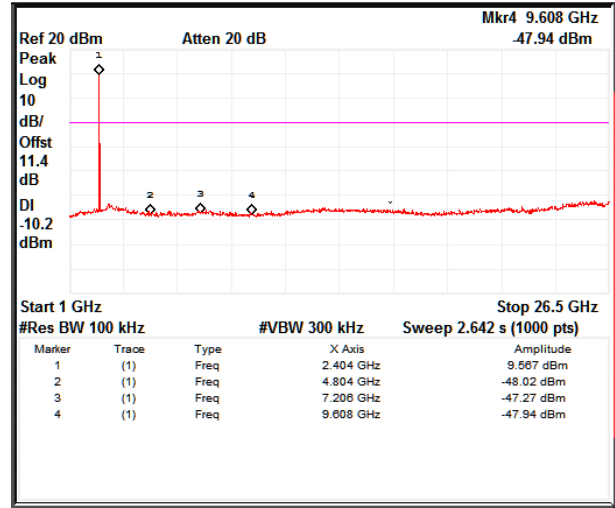 Mkr4 9.608 GHz
Ref 20 dBm Atten 20 dB -47.94 dBm
Peak
Log
10
dB/
Offst
11.4
dB
DI
-10.2
dBm
1
2 3 4
Start 1 GHz Stop 26.5 GHz
#Res BW 100 kHz #VBW 300 kHz Sweep 2.642 s (1000 pts)
Marker Trace Type X Axis Amplitude
1 (1) Freq 2.404 GHz 9.567 dBm
2 (1) Freq 4.804 GHz -48.02 dBm
3 (1) Freq 7.206 GHz -47.27 dBm
4 (1) Freq 9.608 GHz -47.94 dBm